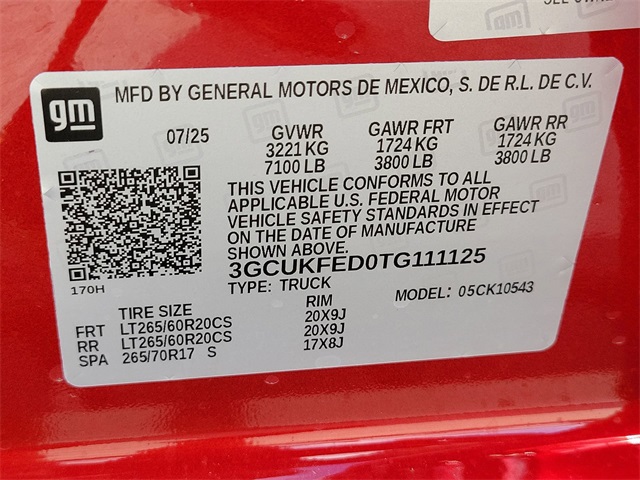 gm
SEE OWNER
gm MFD BY GENERAL MOTORS DE MEXICO, S. DE R.L. DE C.V.
07/25 GVWR GAWR FRT GAWR RR
3221 KG 1724 KG 1724 KG
7100 LB 3800 LB 3800 LB
THIS VEHICLE CONFORMS TO ALL
APPLICABLE U.S. FEDERAL MOTOR
VEHICLE SAFETY STANDARDS IN EFFECT
ON THE DATE OF MANUFACTURE
SHOWN ABOVE.
3GCUKFED0TG111125
170H TYPE: TRUCK MODEL: 05CK10543
TIRE SIZE RIM
FRT LT265/60R20CS 20X9J
RR LT265/60R20CS 20X9J
SPA 265/70R17 S 17X8J